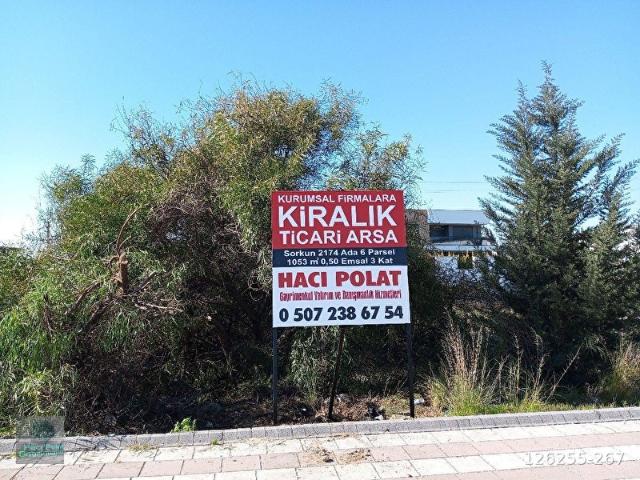 KURUMSAL FİRMALARA
KİRALIK
TİCARİ ARSA
Sorkun 2174 Ada 6 Parsel
1053 m² 0,50 Emsal 3 Kat
HACI POLAT
Gayrimenkul Yatırım ve Danışmanlık Hizmetleri
0 507 238 67 54
126255-267